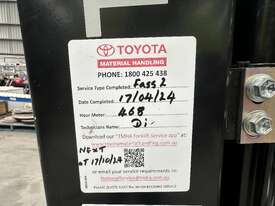 TOYOTA
MATERIAL HANDLING
PHONE: 1800 425 438
Service Type Completed: Fass 2
Date Completed: 17/04/24
Hour Meter: 468
Technicians Name: Di
Download our "TMHA Forklift Service app" at
NEXT
AT 17/10/24
or email your service requirements to: